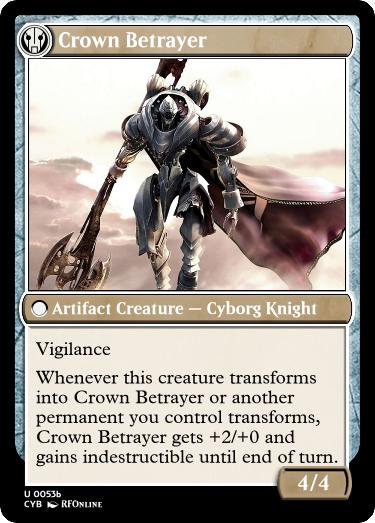 Crown Betrayer
Artifact Creature — Cyborg Knight
Vigilance
Whenever this creature transforms
into Crown Betrayer or another
permanent you control transforms,
Crown Betrayer gets +2/+0 and
gains indestructible until end of turn.
4/4
U 0053b
CYB RFOnline